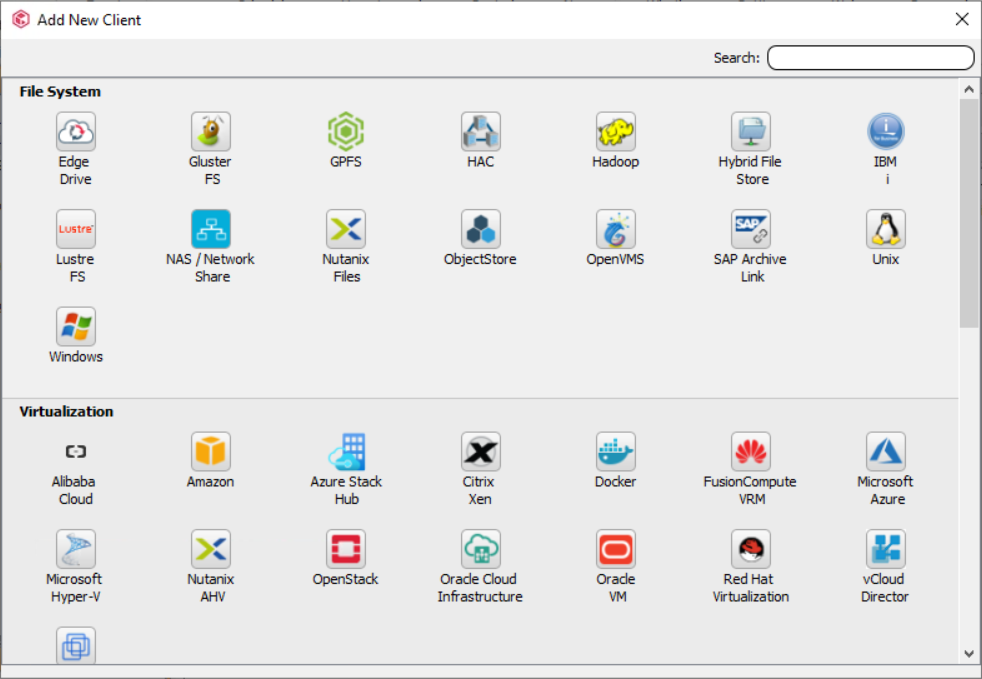 Add New Client
Search:
File System
Edge
Drive
Gluster
FS
GPFS
HAC
Hadoop
Hybrid File
Store
IBM
i
Lustre
Lustre
FS
NAS / Network
Share
Nutanix
Files
ObjectStore
OpenVMS
SAP
SAP Archive
Link
Unix
Windows
Virtualization
Alibaba
Cloud
Amazon
Azure Stack
Hub
Citrix
Xen
Docker
FusionCompute
VRM
Microsoft
Azure
Microsoft
Hyper-V
Nutanix
AHV
OpenStack
Oracle Cloud
Infrastructure
Oracle
VM
Red Hat
Virtualization
vCloud
Director